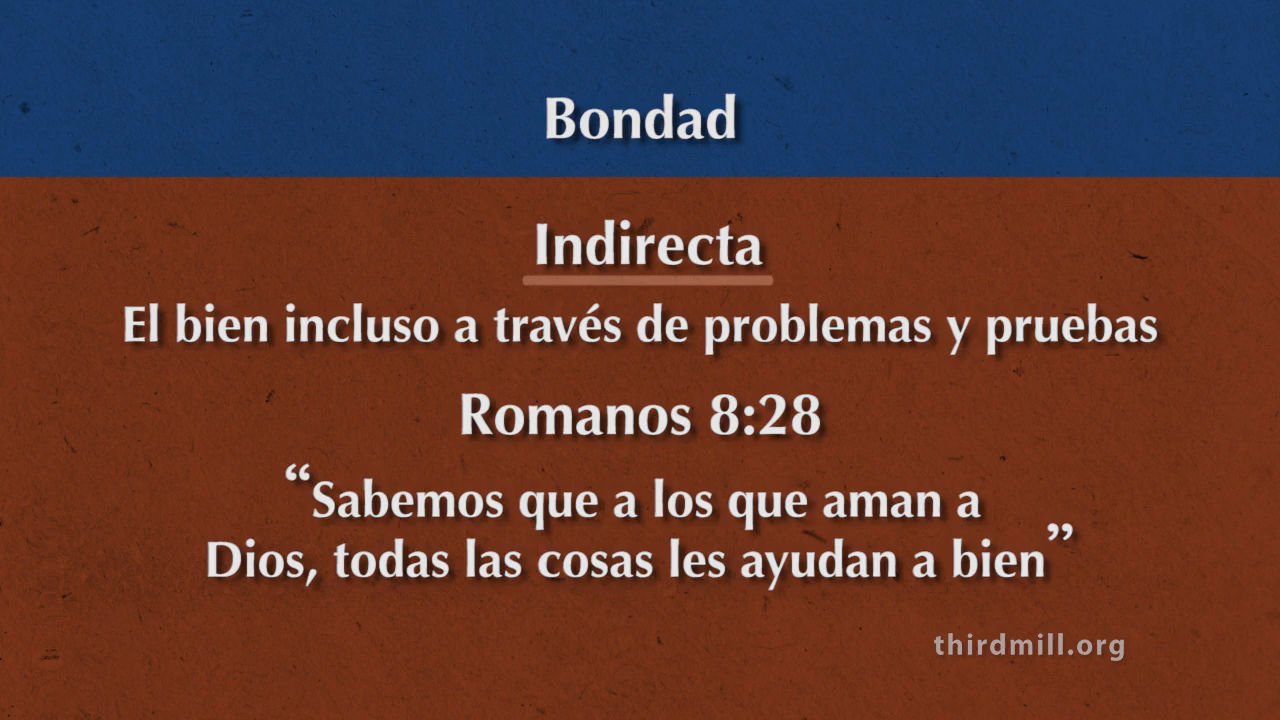 Bondad
Indirecta
El bien incluso a través de problemas y pruebas
Romanos 8:28
“Sabemos que a los que aman a
Dios, todas las cosas les ayudan a bien”
thirdmill.org